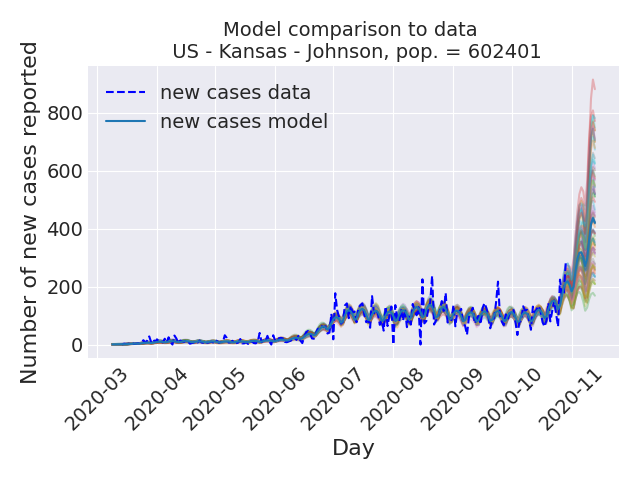 Model comparison to data
US - Kansas - Johnson, pop. = 602401
Number of new cases reported
800
600
400
200
0
new cases data
new cases model
2020-03
2020-04
2020-05
2020-06
2020-07
2020-08
2020-09
2020-10
2020-11
Day